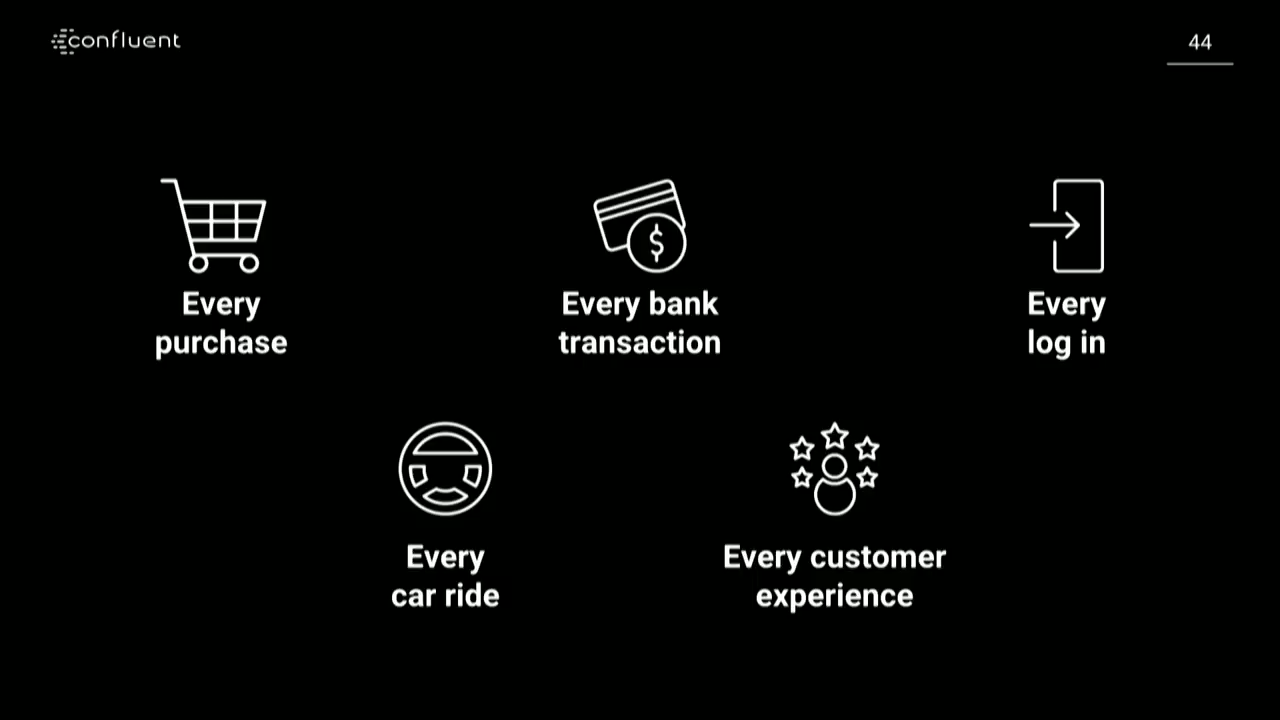 confluent
44
Every
purchase
Every bank
transaction
Every
log in
Every
car ride
Every customer
experience